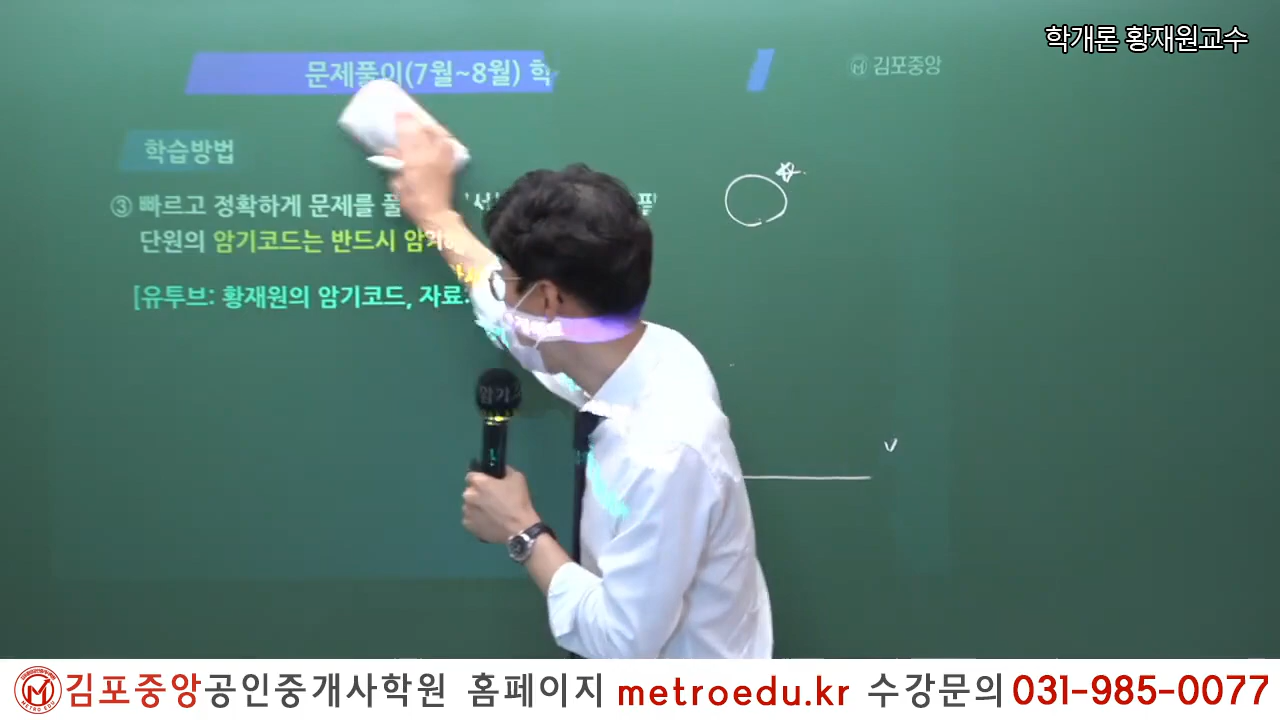 학개론 황재원교수
문제풀이(7월~8월) 학
김포중앙
학습방법
③ 빠르고 정확하게 문제를 풀
단원의 암기코드는 반드시 암
[유투브: 황재원의 암기코드, 자료
암기
METRO EDU
김포중앙공인중개사학원 홈페이지 metroedu.kr 수강문의 031-985-0077